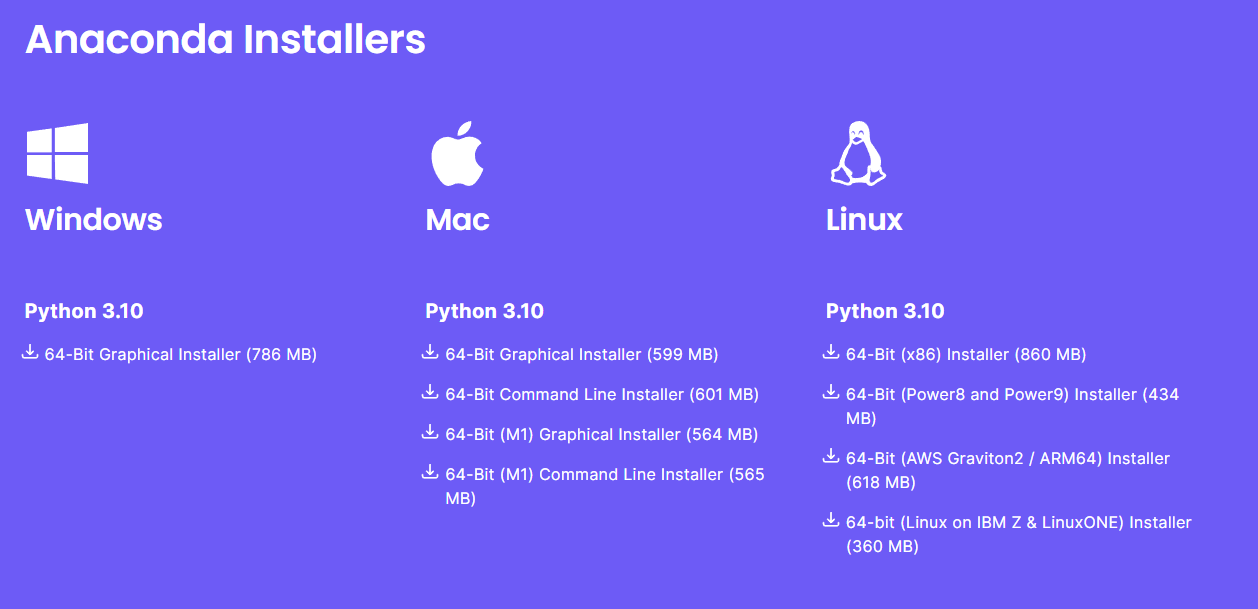 Anaconda Installers
Windows
Python 3.10
64-Bit Graphical Installer (786 MB)
Mac
Python 3.10
64-Bit Graphical Installer (599 MB)
64-Bit Command Line Installer (601 MB)
64-Bit (M1) Graphical Installer (564 MB)
64-Bit (M1) Command Line Installer (565
MB)
Linux
Python 3.10
64-Bit (x86) Installer (860 MB)
64-Bit (Power8 and Power9) Installer (434
MB)
64-Bit (AWS Graviton2 / ARM64) Installer
(618 MB)
64-bit (Linux on IBM Z & LinuxONE) Installer
(360 MB)